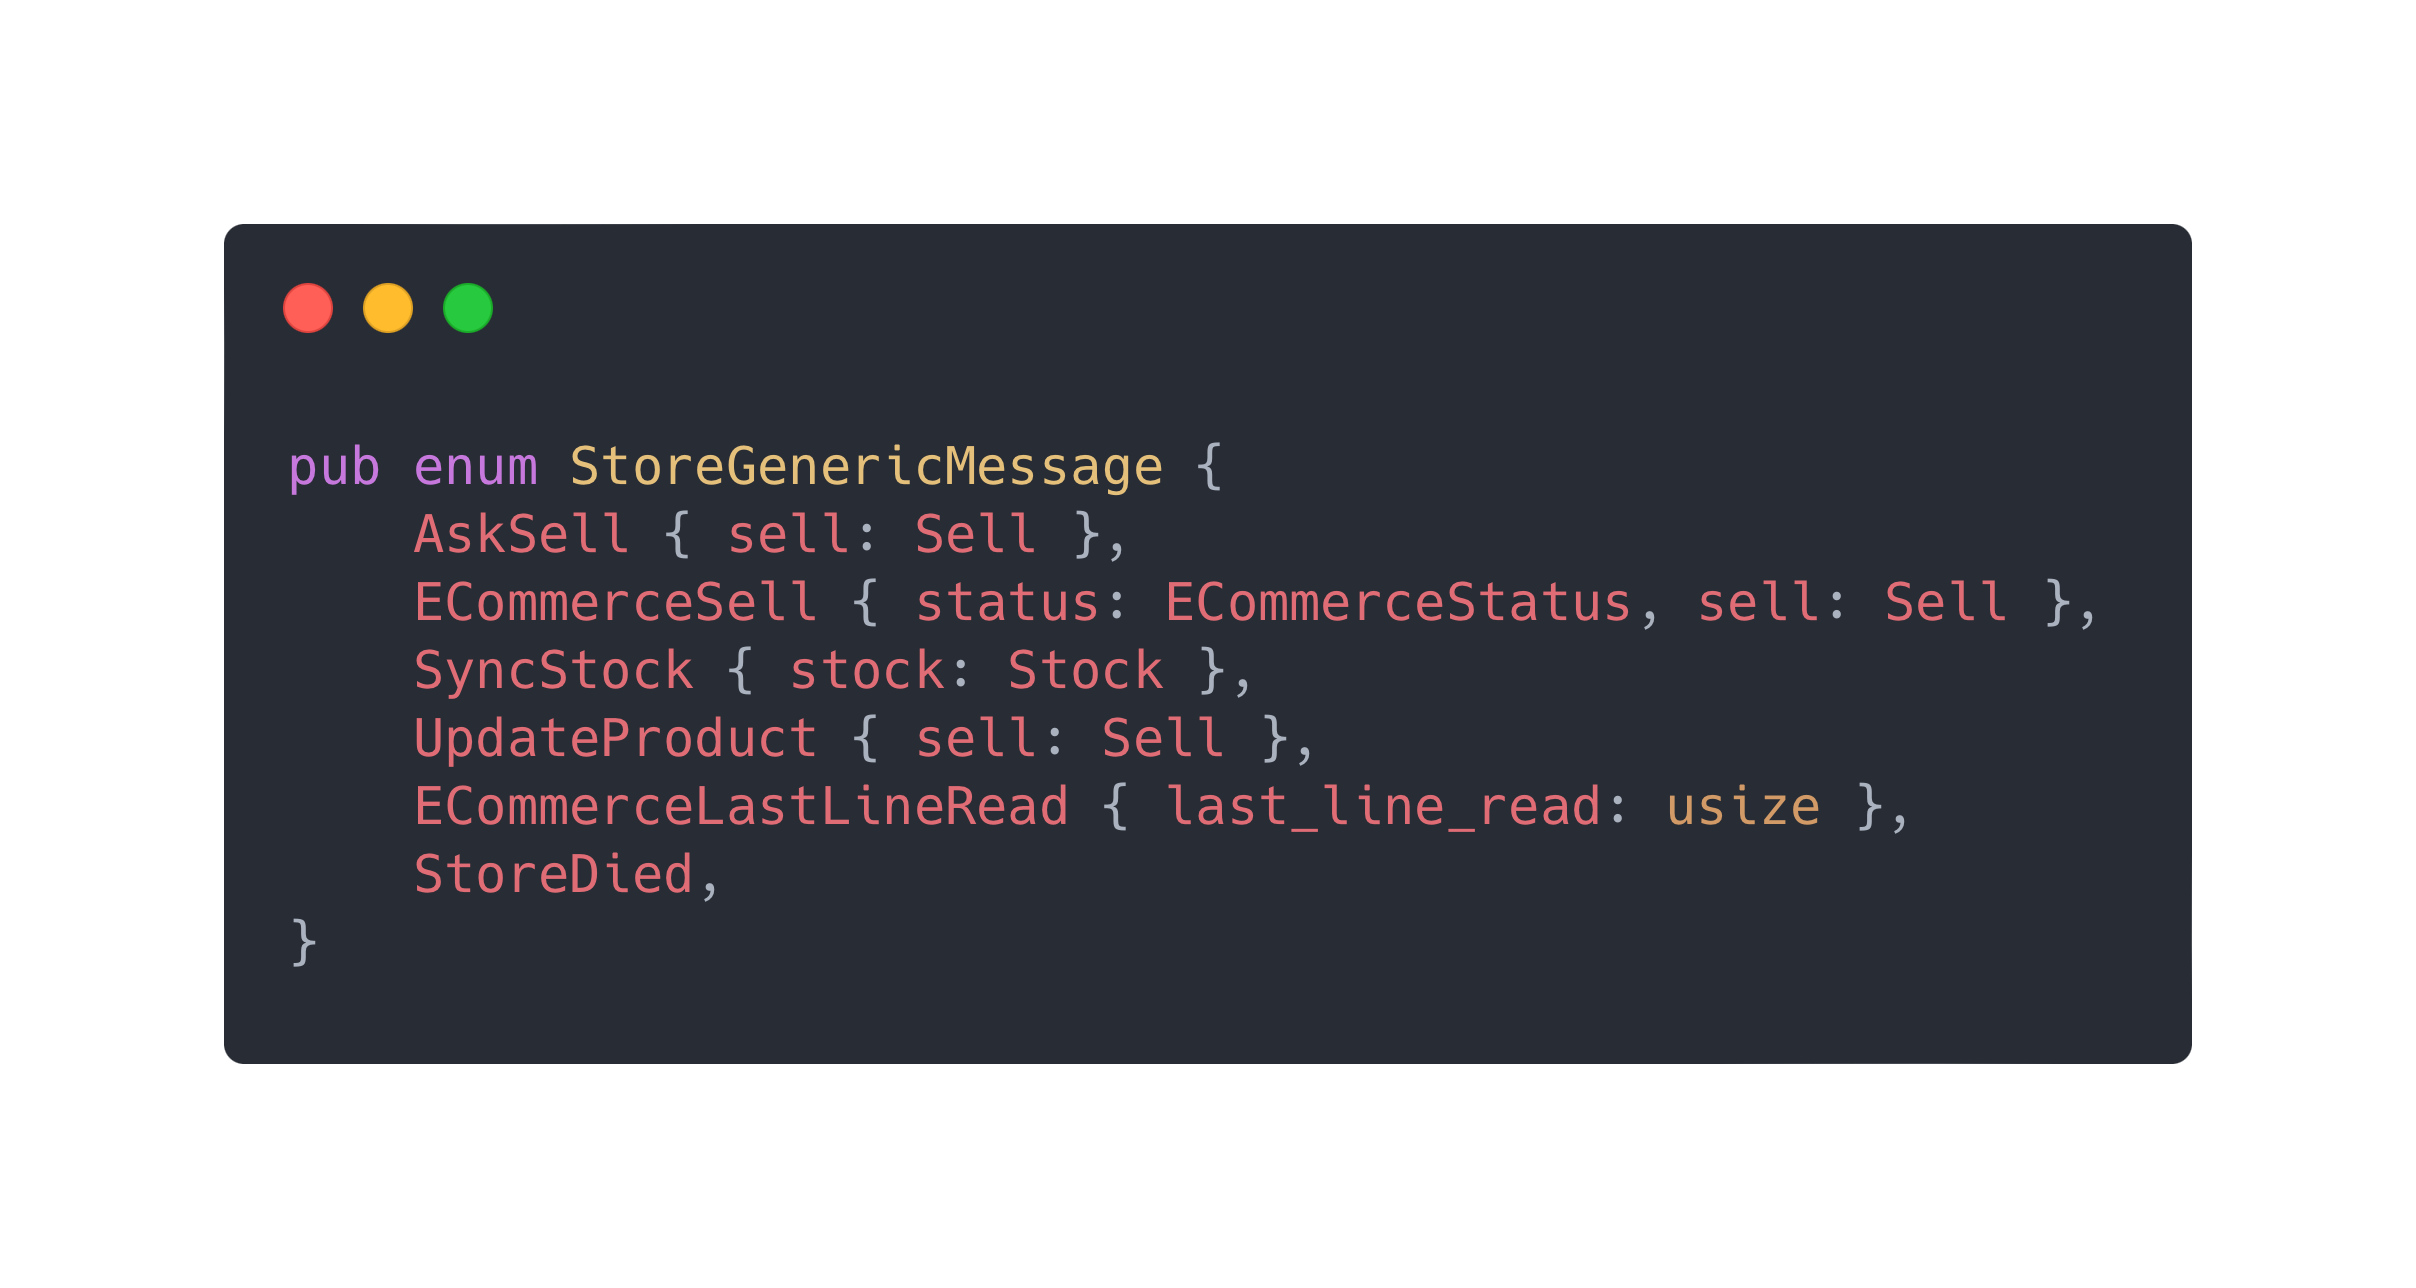 pub enum StoreGenericMessage {
    AskSell { sell: Sell },
    ECommerceSell { status: ECommerceStatus, sell: Sell },
    SyncStock { stock: Stock },
    UpdateProduct { sell: Sell },
    ECommerceLastLineRead { last_line_read: usize },
    StoreDied,
}